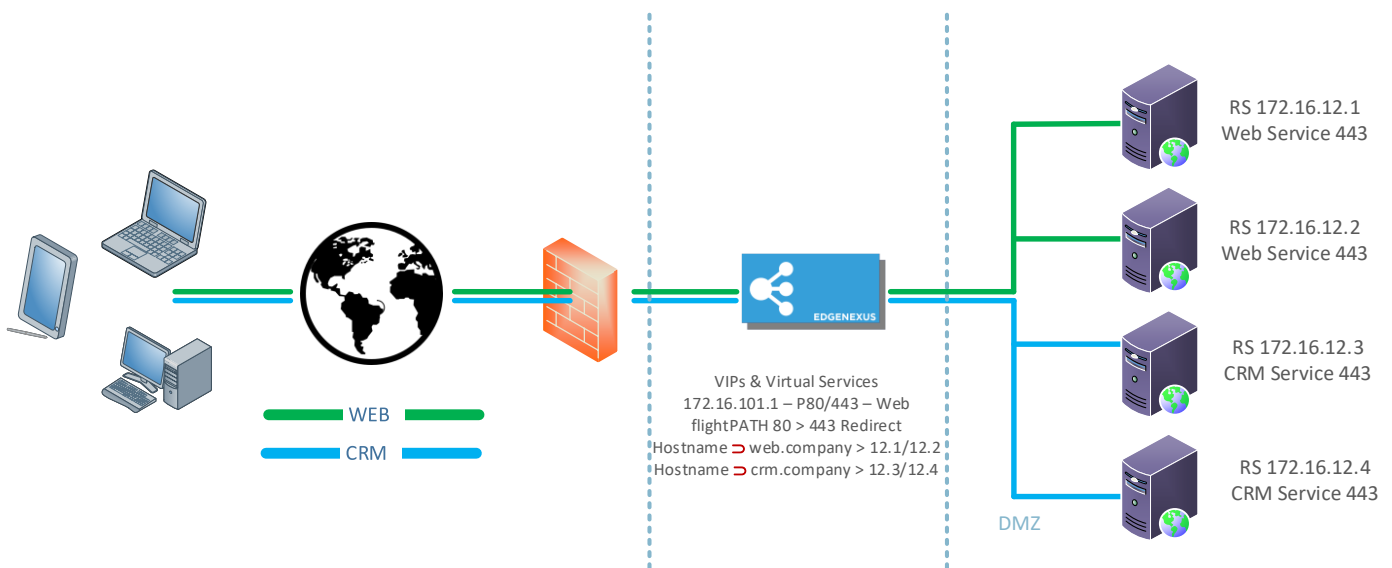 WEB
CRM
EDGENEXUS
VIPs & Virtual Services
172.16.101.1 – P80/443 – Web
flightPATH 80 > 443 Redirect
Hostname ⊃ web.company > 12.1/12.2
Hostname ⊃ crm.company > 12.3/12.4
RS 172.16.12.1
Web Service 443
RS 172.16.12.2
Web Service 443
RS 172.16.12.3
CRM Service 443
RS 172.16.12.4
CRM Service 443
DMZ